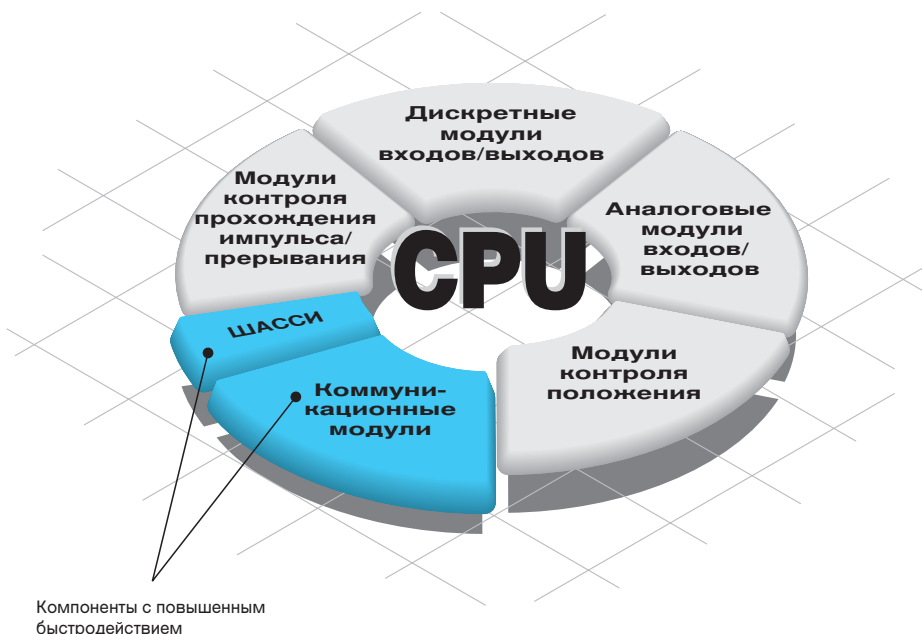 Дискретные
модули
входов/выходов
Модули
контроля
прохождения
импульса/
прерывания
Аналоговые
модули
входов/
выходов
CPU
ШАССИ
Модули
контроля
положения
Коммуни-
кационные
модули
Компоненты с повышенным
быстродействием